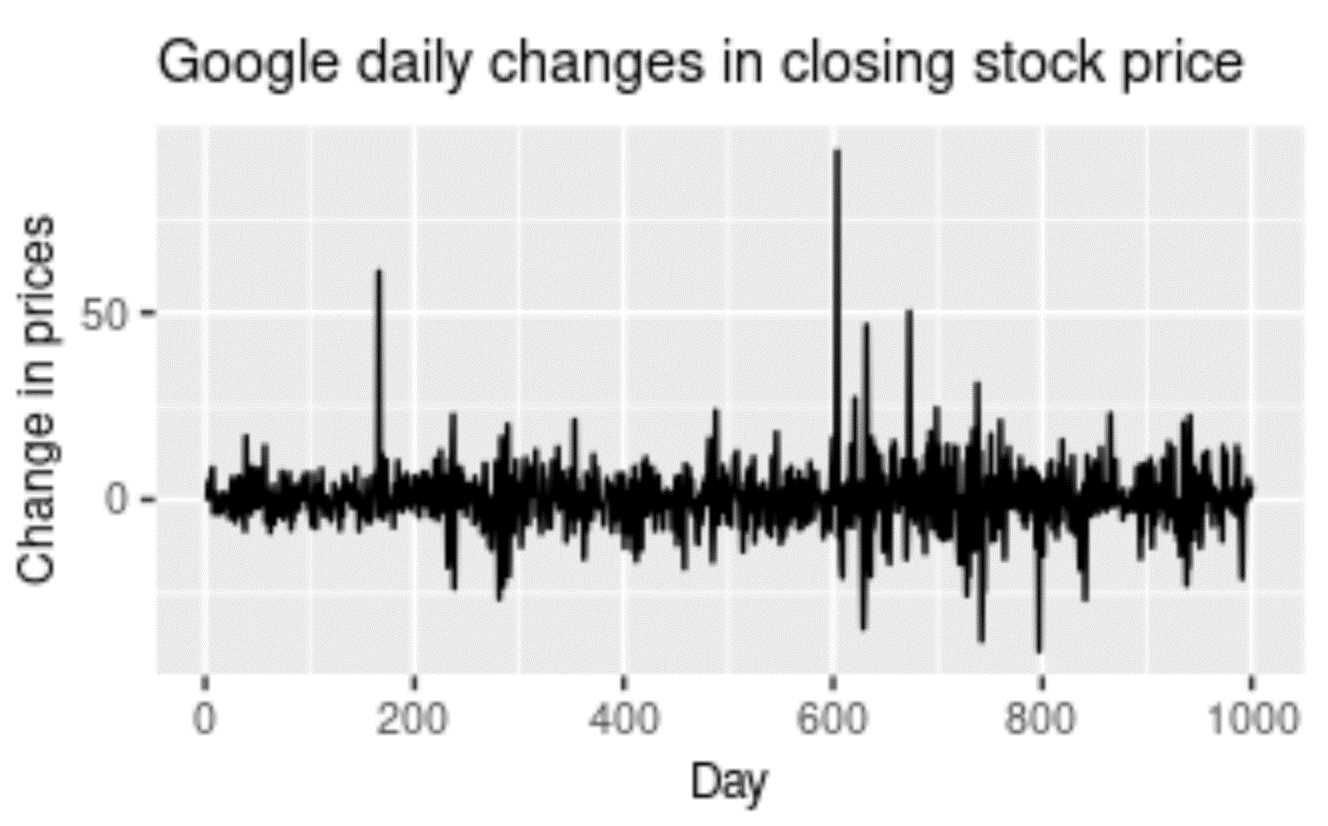 Google daily changes in closing stock price
Change in prices
50
0
0 200 400 600 800 1000
Day